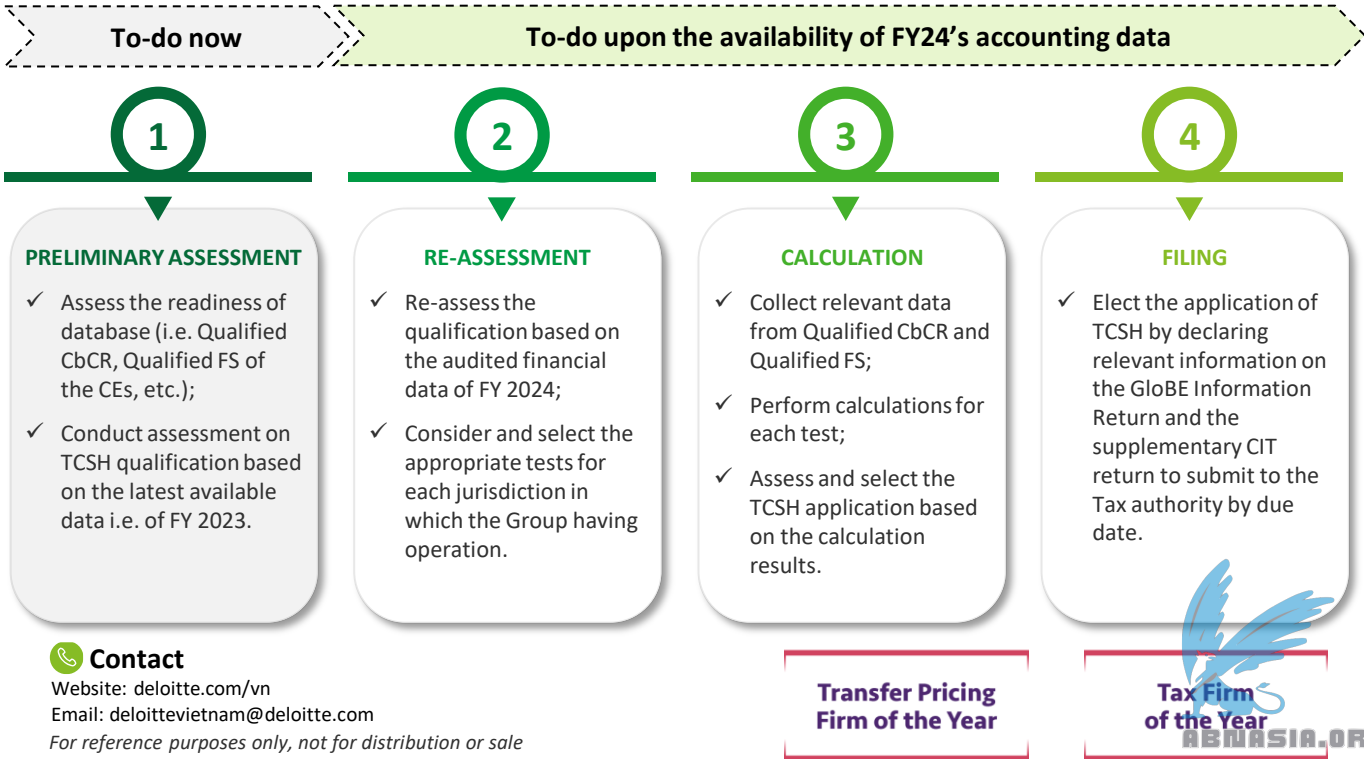 To-do now
To-do upon the availability of FY24's accounting data
1
2
3
4
PRELIMINARY ASSESSMENT
✓ Assess the readiness of
database (i.e. Qualified
CbCR, Qualified FS of
the CEs, etc.);
✓ Conduct assessment on
TCSH qualification based
on the latest available
data i.e. of FY 2023.
RE-ASSESSMENT
✓ Re-assess the
qualification based on
the audited financial
data of FY 2024;
✓ Consider and select the
appropriate tests for
each jurisdiction in
which the Group having
operation.
CALCULATION
✓ Collect relevant data
from Qualified CbCR and
Qualified FS;
✓ Perform calculations for
each test;
✓ Assess and select the
TCSH application based
on the calculation
results.
FILING
✓ Elect the application of
TCSH by declaring
relevant information on
the GloBE Information
Return and the
supplementary CIT
return to submit to the
Tax authority by due
date.
Contact
Website: deloitte.com/vn
Email: deloittevietnam@deloitte.com
For reference purposes only, not for distribution or sale
Transfer Pricing
Firm of the Year
Tax Firm
of the Year
ABNASIA.OR